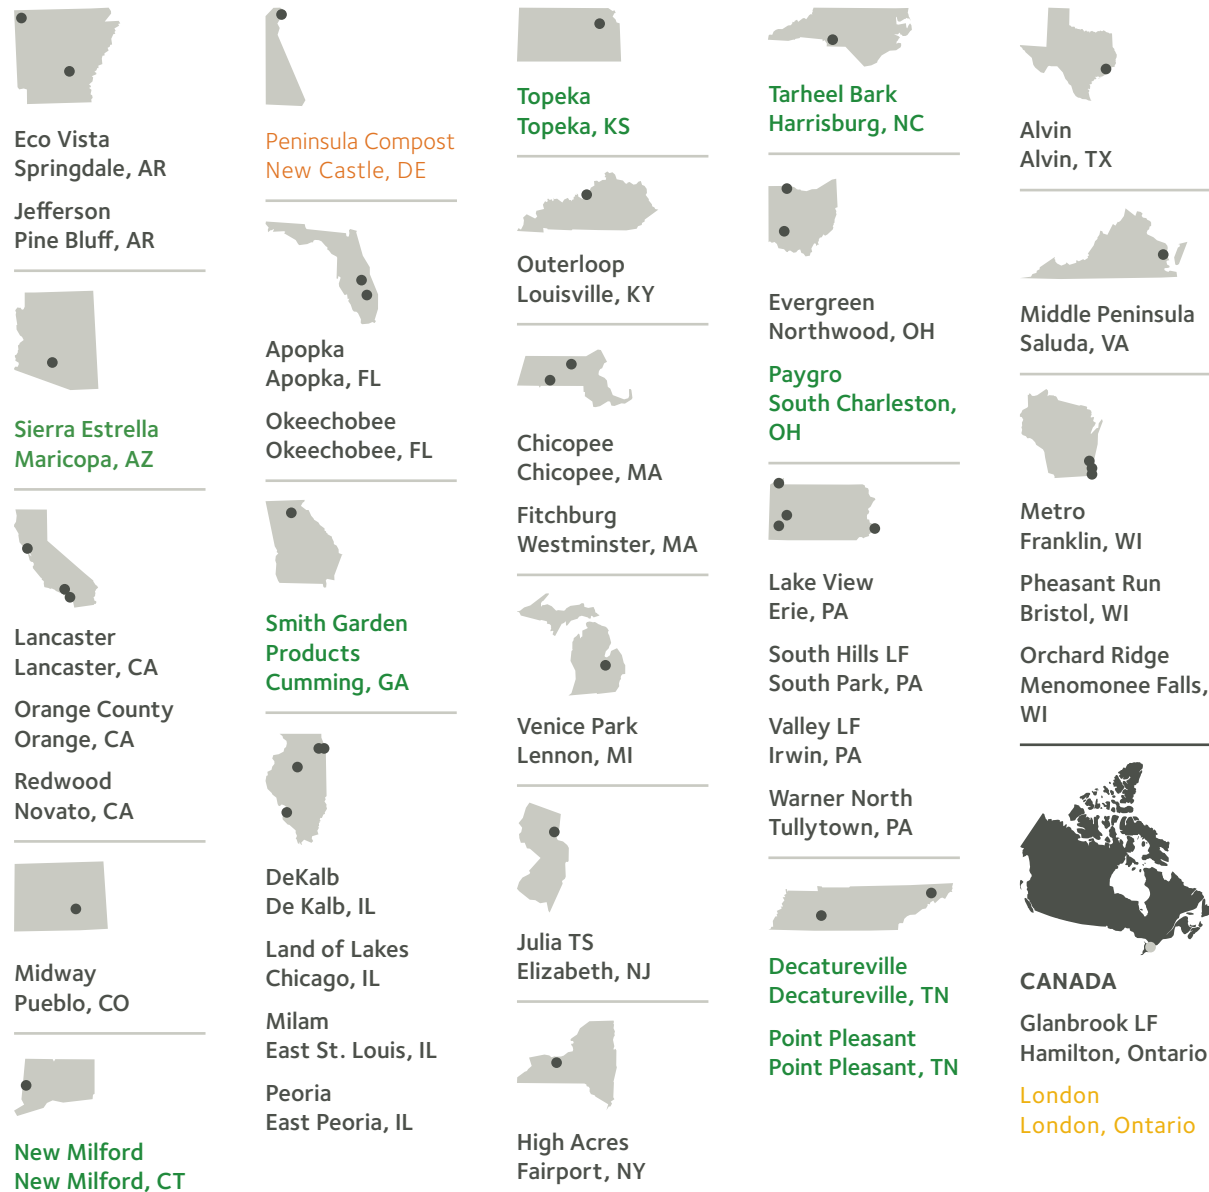 Eco Vista
Springdale, AR
Jefferson
Pine Bluff, AR
Sierra Estrella
Maricopa, AZ
Lancaster
Lancaster, CA
Orange County
Orange, CA
Redwood
Novato, CA
Midway
Pueblo, CO
New Milford
New Milford, CT
Peninsula Compost
New Castle, DE
Apopka
Apopka, FL
Okeechobee
Okeechobee, FL
Smith Garden
Products
Cumming, GA
DeKalb
De Kalb, IL
Land of Lakes
Chicago, IL
Milam
East St. Louis, IL
Peoria
East Peoria, IL
Topeka
Topeka, KS
Outerloop
Louisville, KY
Chicopee
Chicopee, MA
Fitchburg
Westminster, MA
Venice Park
Lennon, MI
Julia TS
Elizabeth, NJ
High Acres
Fairport, NY
Tarheel Bark
Harrisburg, NC
Evergreen
Northwood, OH
Paygro
South Charleston,
OH
Lake View
Erie, PA
South Hills LF
South Park, PA
Valley LF
Irwin, PA
Warner North
Tullytown, PA
Decatureville
Decatureville, TN
Point Pleasant
Point Pleasant, TN
Alvin
Alvin, TX
Middle Peninsula
Saluda, VA
Metro
Franklin, WI
Pheasant Run
Bristol, WI
Orchard Ridge
Menomonee Falls,
WI
CANADA
Glanbrook LF
Hamilton, Ontario
London
London, Ontario